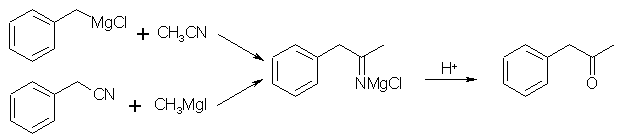 MgCl + CH₃CN
CN + CH₃MgI
NMgCl
H⁺
O